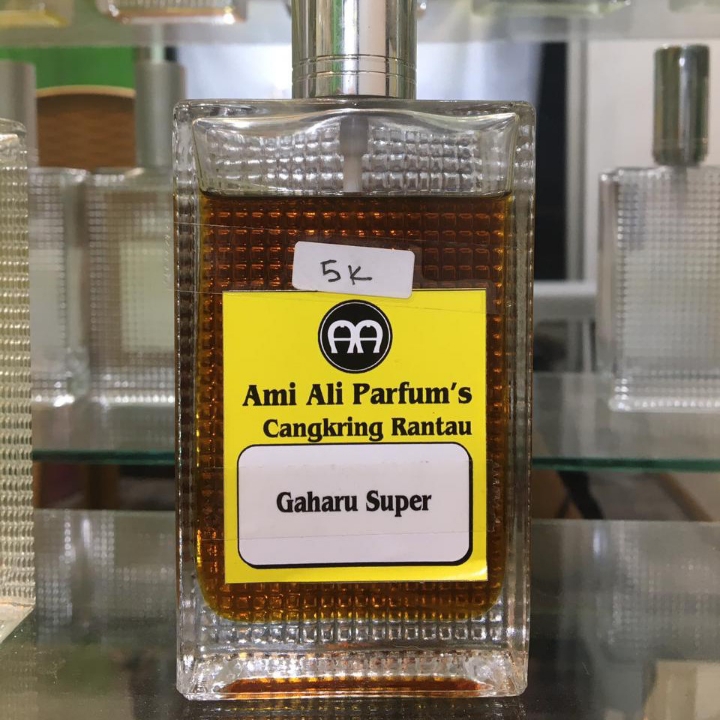 5K
AA
Ami Ali Parfum's
Cangkring Rantau
Gaharu Super